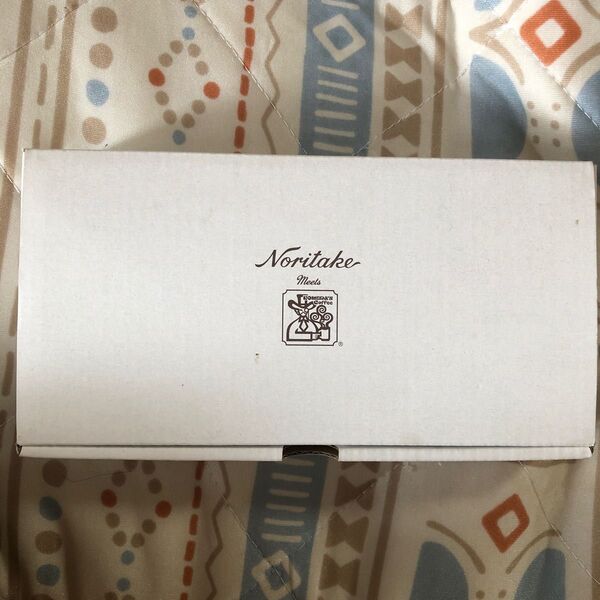 Noritake
Meets
KOMEDA'S
Coffee
®